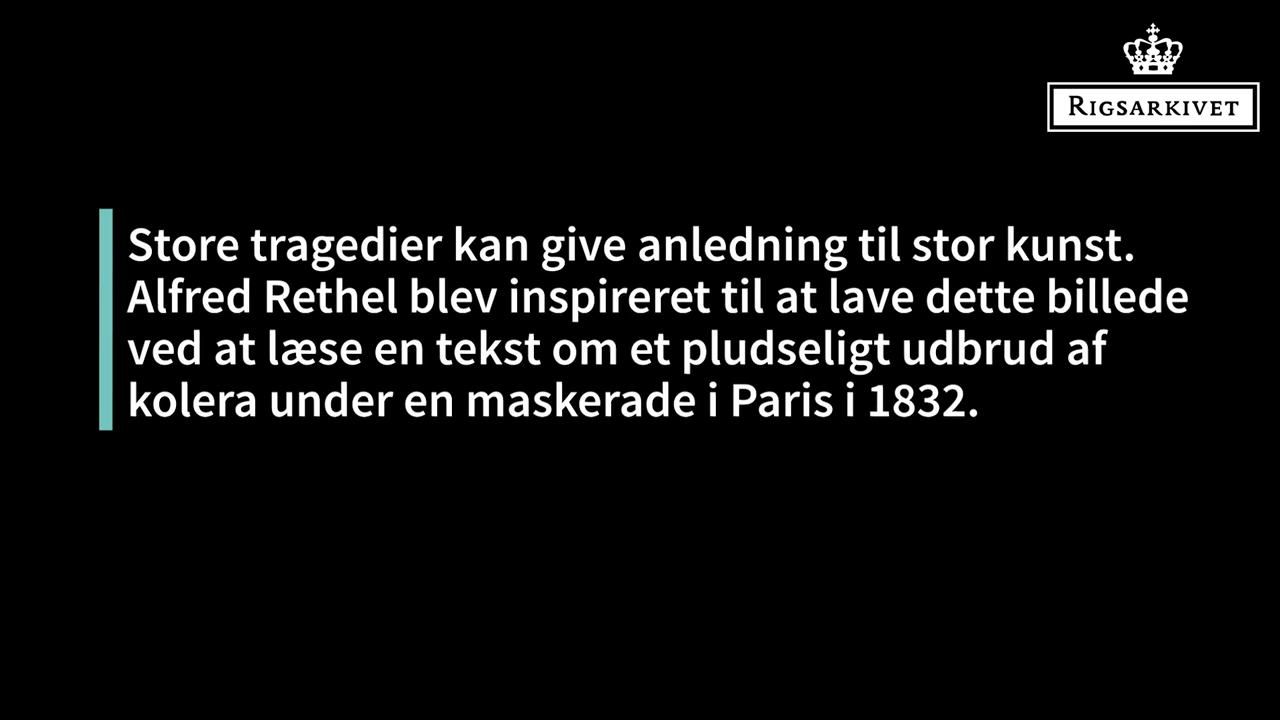 RIGSARKIVET
Store tragedier kan give anledning til stor kunst.
Alfred Rethel blev inspireret til at lave dette billede
ved at læse en tekst om et pludseligt udbrud af
kolera under en maskerade i Paris i 1832.